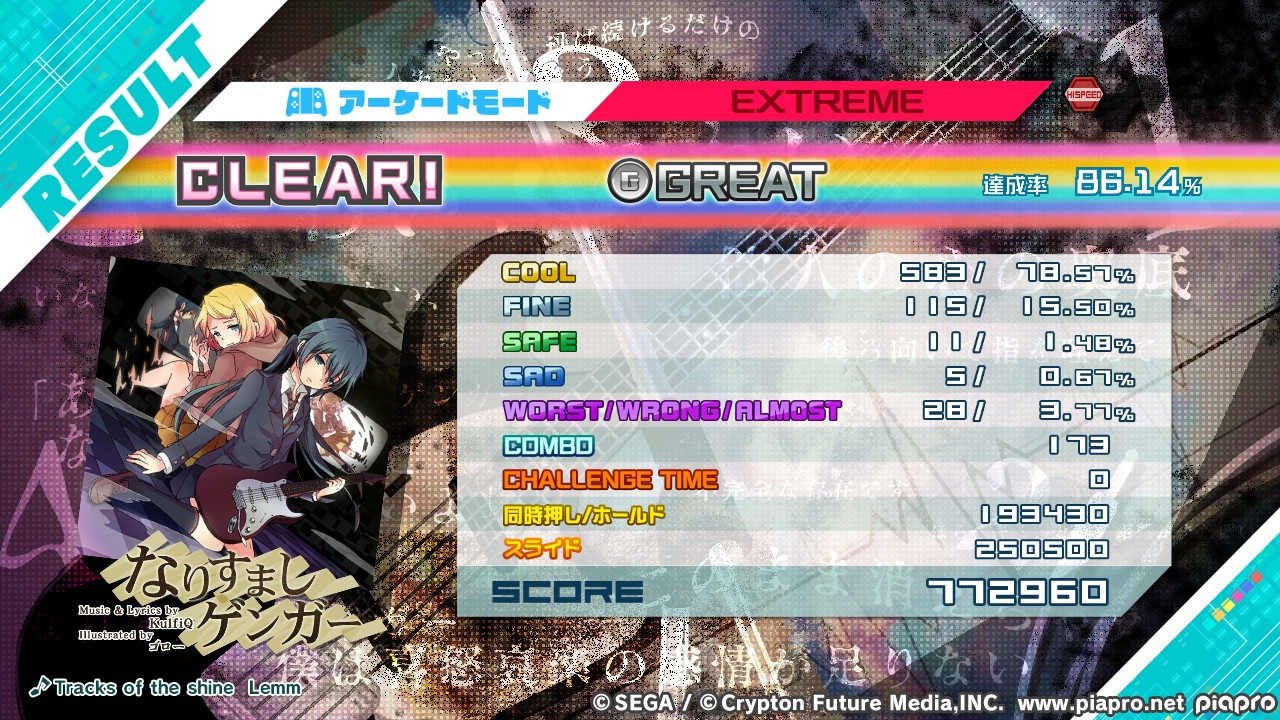 RESULT
アーケードモード EXTREME HISPEED
CLEAR! G GREAT 達成率 86.14%
COOL 583/ 78.57%
FINE 115/ 15.50%
SAFE 11/ 1.48%
SAD 5/ 0.67%
WORST/WRONG/ALMOST 28/ 3.77%
COMBO 173
CHALLENGE TIME 0
同時押し/ホールド 193430
スライド 250500
SCORE 772960
なりすまし
ゲンガー
Music & Lyrics by
KulfiQ
Illustrated by
ゴロー
♪Tracks of the shine Lemm
© SEGA / © Crypton Future Media,INC. www.piapro.net piapro